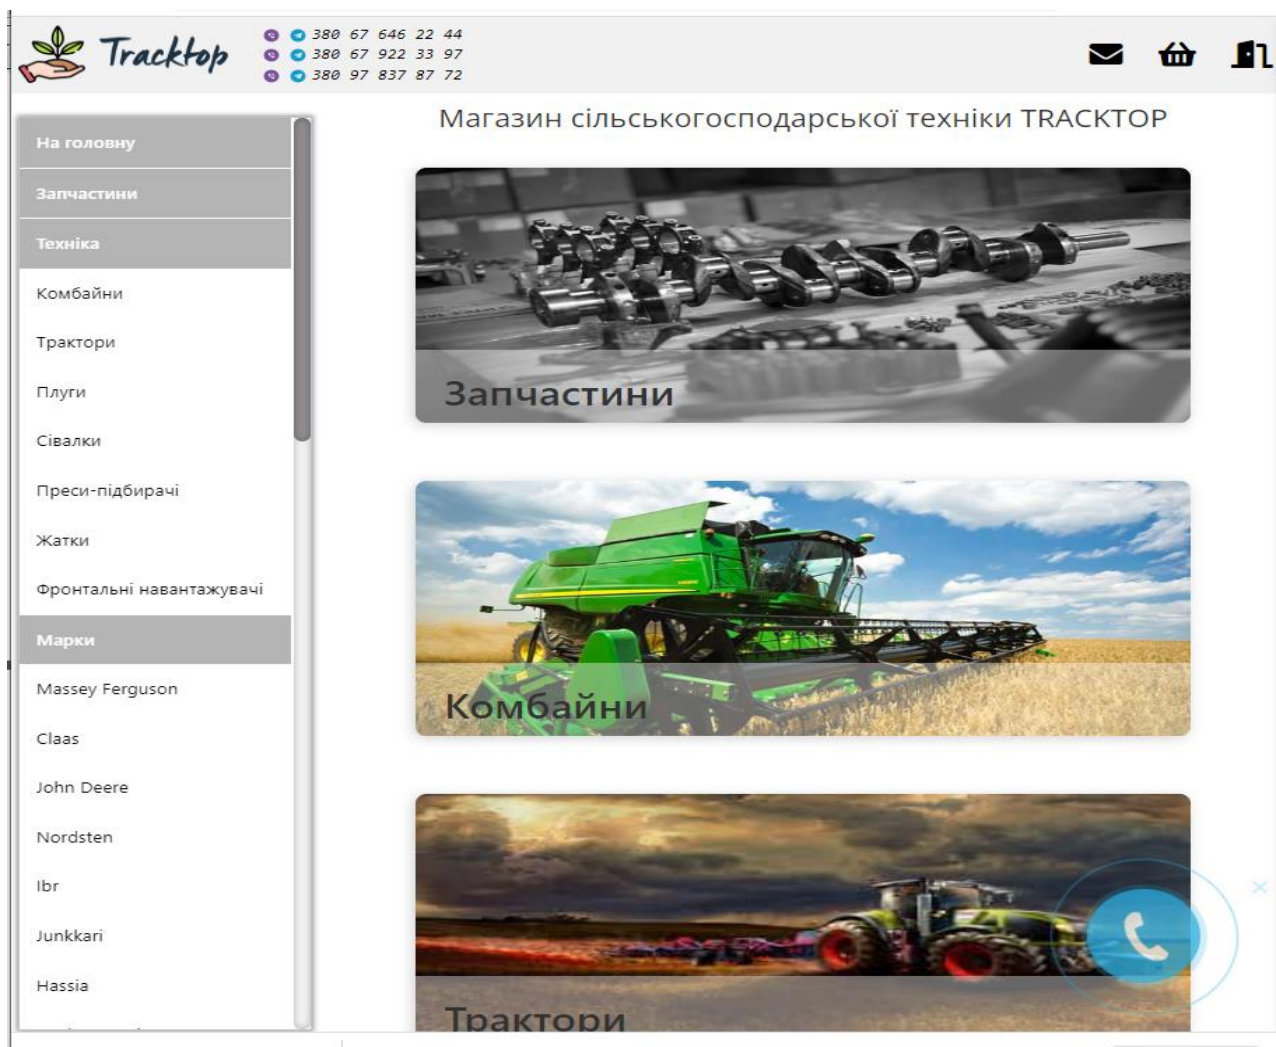 Tracktop
380 67 646 22 44
380 67 922 33 97
380 97 837 87 72
Магазин сільськогосподарської техніки TRACKTOP
На головну
Запчастини
Техніка
Комбайни
Трактори
Плуги
Сівалки
Преси-підбирачі
Жатки
Фронтальні навантажувачі
Марки
Massey Ferguson
Claas
John Deere
Nordsten
Ibr
Junkkari
Hassia
Запчастини
Комбайни
Трактори